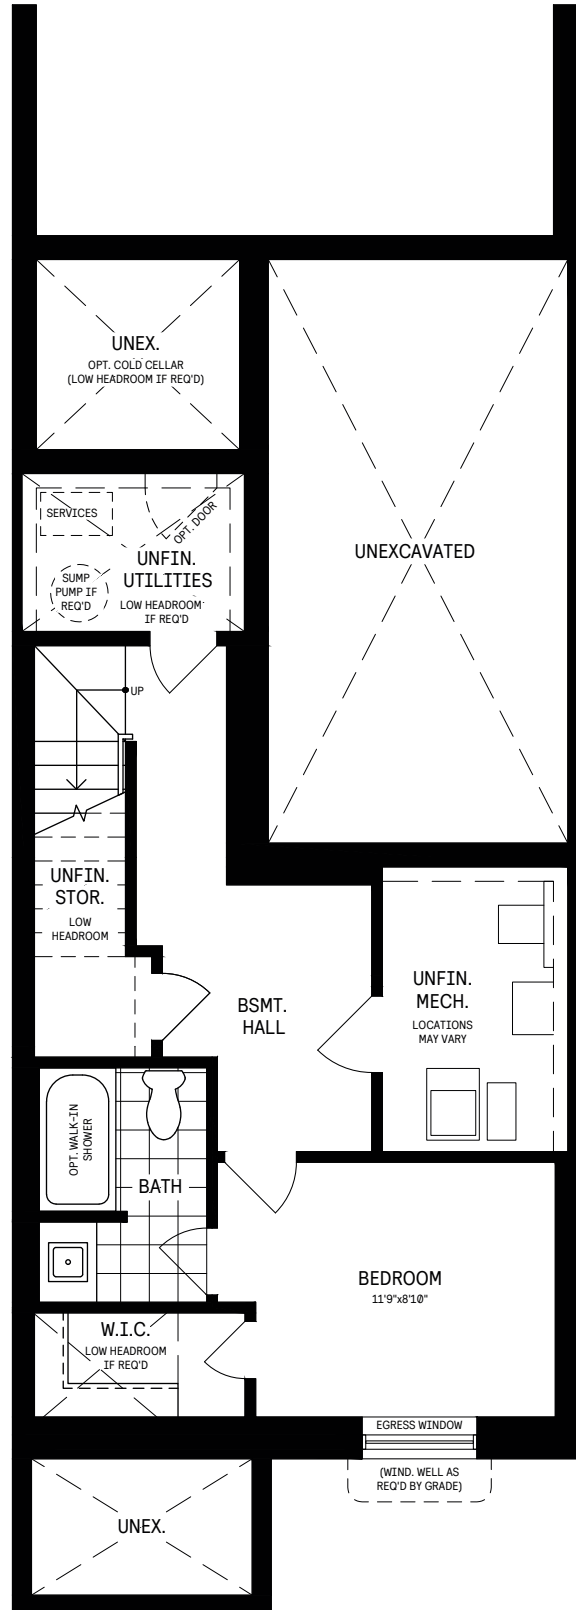 UNEX.
OPT. COLD CELLAR
(LOW HEADROOM IF REQ'D)
SERVICES
OPT. DOOR
UNFIN.
UTILITIES
LOW HEADROOM
IF REQ'D
SUMP
PUMP IF
REQ'D
UNEXCAVATED
UP
UNFIN.
STOR.
LOW
HEADROOM
BSMT.
HALL
UNFIN.
MECH.
LOCATIONS
MAY VARY
OPT. WALK-IN
SHOWER
BATH
BEDROOM
11'9"x8'10"
W.I.C.
LOW HEADROOM
IF REQ'D
EGRESS WINDOW
(WIND. WELL AS
REQ'D BY GRADE)
UNEX.